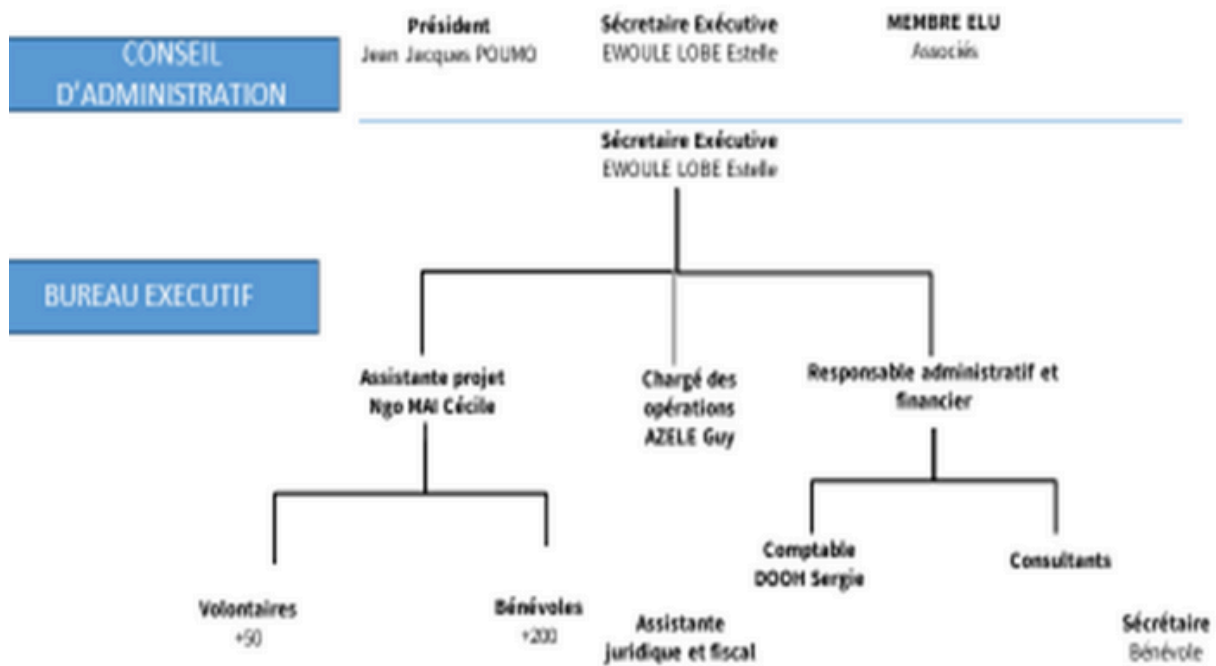 CONSEIL
D'ADMINISTRATION
Président
Jean Jacques POUMO
Sécretaire Exécutive
EWOULE LOBE Estelle
MEMBRE ELU
Associés
Sécretaire Exécutive
EWOULE LOBE Estelle
BUREAU EXECUTIF
Assistante projet
Ngo MAI Cécile
Chargé des
opérations
AZELE Guy
Responsable administratif et
financier
Volontaires
+50
Bénévoles
+200
Comptable
DOOH Sergie
Consultants
Assistante
juridique et fiscal
Sécrétaire
Bénévole